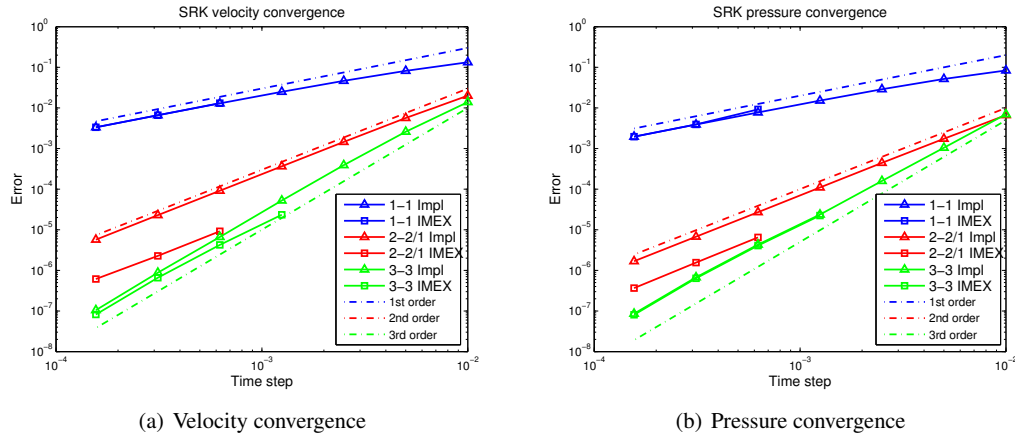 SRK velocity convergence
10^0
10^-1
10^-2
10^-3
10^-4
10^-5
10^-6
10^-7
10^-8
Error
1-1 Impl
1-1 IMEX
2-2/1 Impl
2-2/1 IMEX
3-3 Impl
3-3 IMEX
1st order
2nd order
3rd order
10^-4
10^-3
10^-2
Time step
(a) Velocity convergence
SRK pressure convergence
10^0
10^-1
10^-2
10^-3
10^-4
10^-5
10^-6
10^-7
10^-8
Error
1-1 Impl
1-1 IMEX
2-2/1 Impl
2-2/1 IMEX
3-3 Impl
3-3 IMEX
1st order
2nd order
3rd order
10^-4
10^-3
10^-2
Time step
(b) Pressure convergence